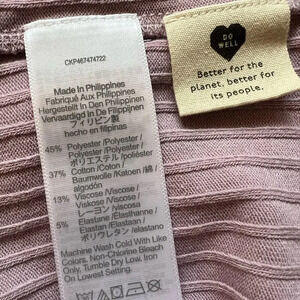 CKP467474722
Made In Philippines
Fabriqué Aux Philippines
Hergestellt In Den Philippinen
Vervaardigd In De Filippijnen
フィリピン製
hecho en filipinas
45% Polyester /Polyester/
Polyester /Polyester /
ポリエステル /poliéster
37% Cotton /Coton /
Baumwolle /Katoen /綿 /
algodón
13% Viscose /Viscose /
Viscose /Viscose /
レーヨン /viscosa
5% Elastane /Élasthanne /
Elastan /Elastaan /
ポリウレタン /elastano
Machine Wash Cold With Like
Colors, Non-Chlorine Bleach
Only, Tumble Dry Low, Iron
On Lowest Setting.
DO
WELL
Better for the
planet, better for
its people.